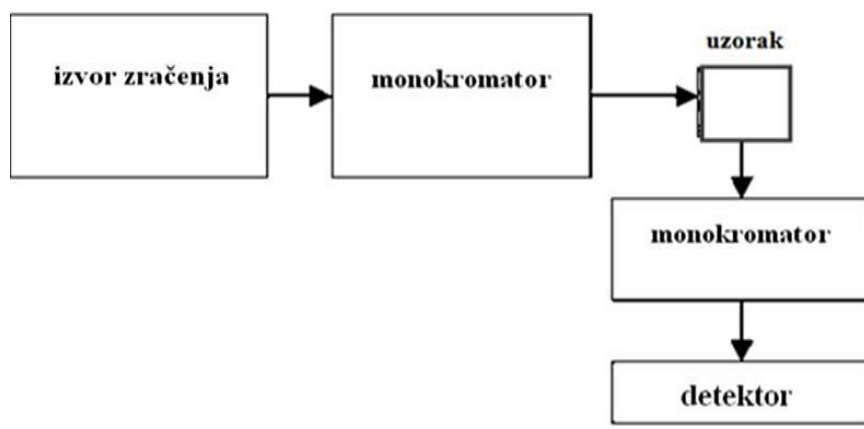 izvor zračenja
monokromator
uzorak
monokromator
detektor